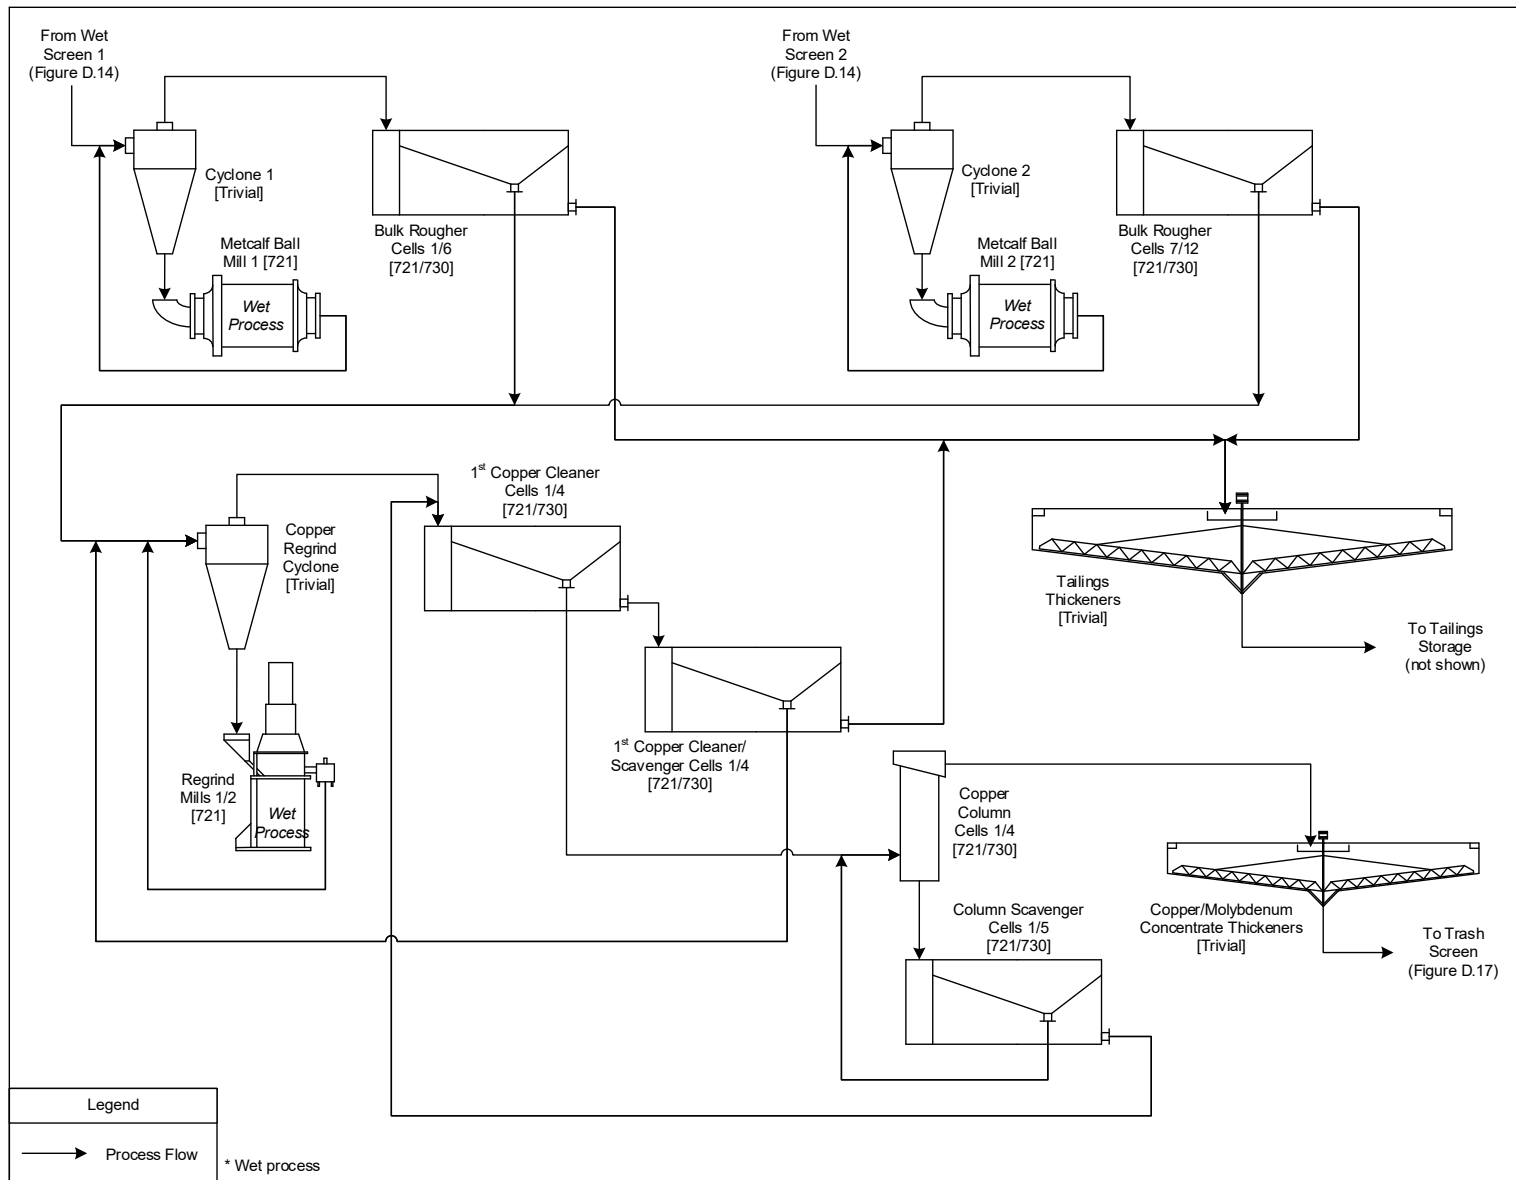 From Wet
Screen 1
(Figure D.14)
From Wet
Screen 2
(Figure D.14)
Cyclone 1
[Trivial]
Cyclone 2
[Trivial]
Bulk Rougher
Cells 1/6
[721/730]
Bulk Rougher
Cells 7/12
[721/730]
Metcalf Ball
Mill 1 [721]
Wet
Process
Metcalf Ball
Mill 2 [721]
Wet
Process
1st Copper Cleaner
Cells 1/4
[721/730]
Copper
Regrind
Cyclone
[Trivial]
Tailings
Thickeners
[Trivial]
To Tailings
Storage
(not shown)
1st Copper Cleaner/
Scavenger Cells 1/4
[721/730]
Regrind
Mills 1/2
[721]
Wet
Process
Copper
Column
Cells 1/4
[721/730]
Column Scavenger
Cells 1/5
[721/730]
Copper/Molybdenum
Concentrate Thickeners
[Trivial]
To Trash
Screen
(Figure D.17)
Legend
Process Flow
* Wet process